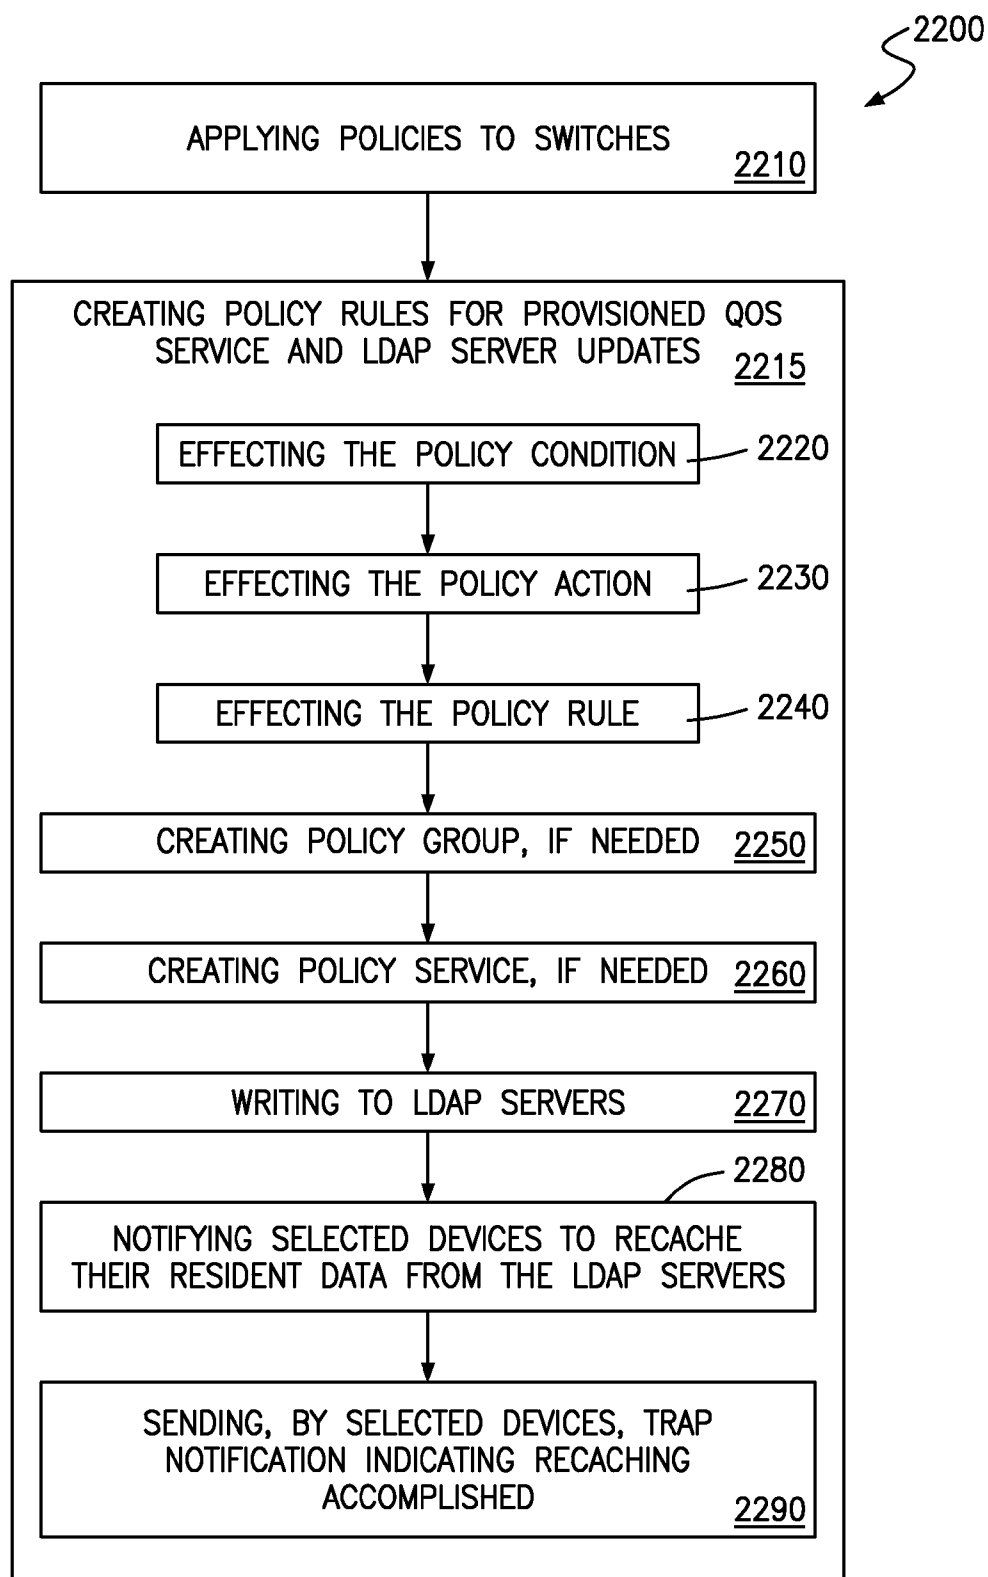 2200
APPLYING POLICIES TO SWITCHES
2210
CREATING POLICY RULES FOR PROVISIONED QOS
SERVICE AND LDAP SERVER UPDATES
2215
EFFECTING THE POLICY CONDITION
2220
EFFECTING THE POLICY ACTION
2230
EFFECTING THE POLICY RULE
2240
CREATING POLICY GROUP, IF NEEDED
2250
CREATING POLICY SERVICE, IF NEEDED
2260
WRITING TO LDAP SERVERS
2270
2280
NOTIFYING SELECTED DEVICES TO RECACHE
THEIR RESIDENT DATA FROM THE LDAP SERVERS
SENDING, BY SELECTED DEVICES, TRAP
NOTIFICATION INDICATING RECACHING
ACCOMPLISHED
2290